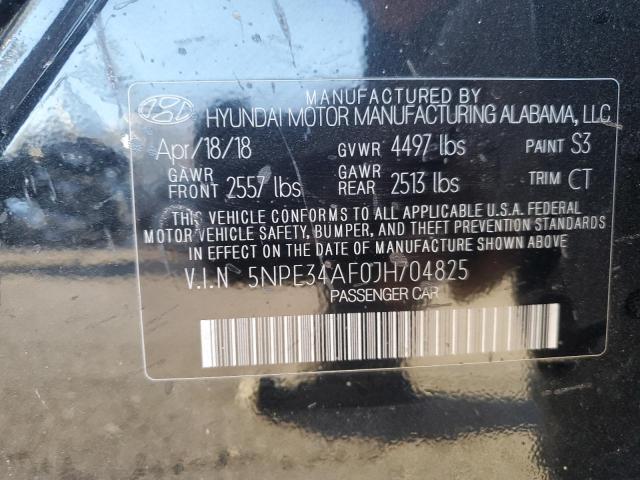 MANUFACTURED BY
HYUNDAI MOTOR MANUFACTURING ALABAMA, LLC
Apr/18/18 GVWR 4497 lbs PAINT S3
GAWR FRONT 2557 lbs GAWR REAR 2513 lbs TRIM CT
THIS VEHICLE CONFORMS TO ALL APPLICABLE U.S.A. FEDERAL
MOTOR VEHICLE SAFETY, BUMPER, AND THEFT PREVENTION STANDARDS
IN EFFECT ON THE DATE OF MANUFACTURE SHOWN ABOVE
V.I.N 5NPE34AF0JH704825
PASSENGER CAR